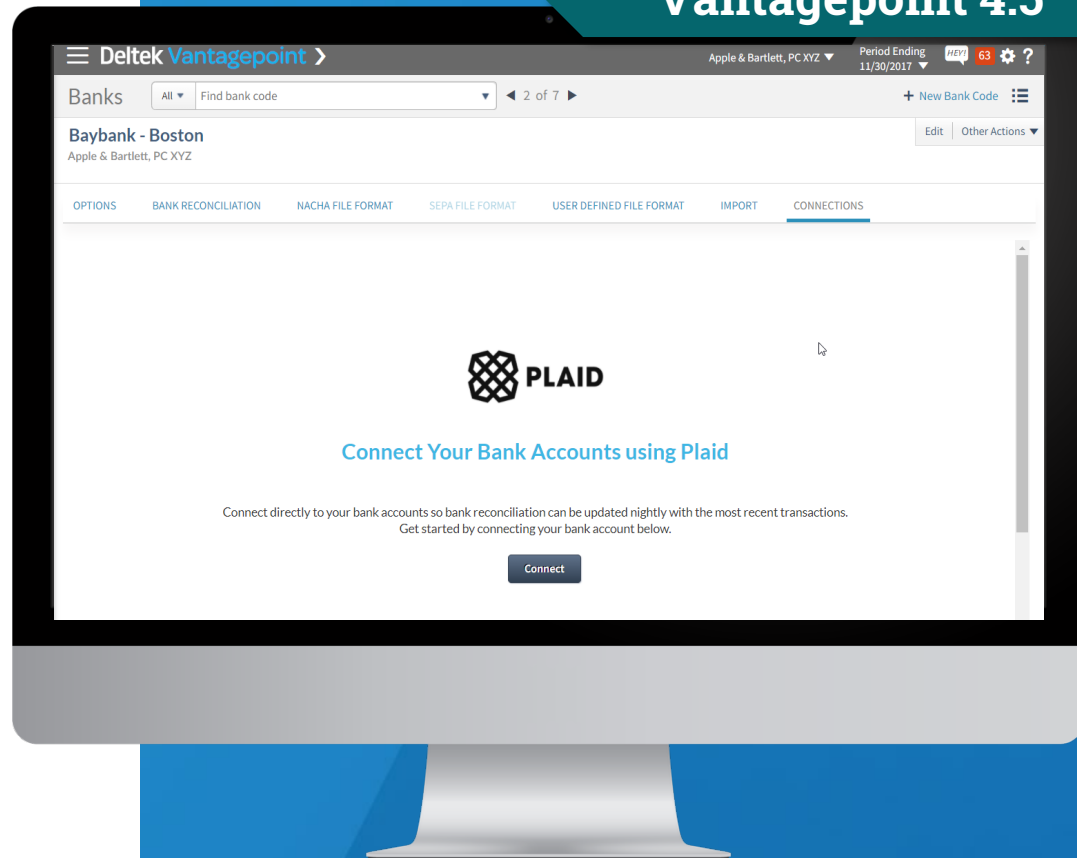 Vantagepoint 4.5
Deltek Vantagepoint
Apple & Bartlett, PC XYZ
Period Ending
11/30/2017
HEY!
63
?
Banks
All
Find bank code
2 of 7
+ New Bank Code
Baybank - Boston
Apple & Bartlett, PC XYZ
Edit
Other Actions
OPTIONS
BANK RECONCILIATION
NACHA FILE FORMAT
SEPA FILE FORMAT
USER DEFINED FILE FORMAT
IMPORT
CONNECTIONS
PLAID
Connect Your Bank Accounts using Plaid
Connect directly to your bank accounts so bank reconciliation can be updated nightly with the most recent transactions.
Get started by connecting your bank account below.
Connect